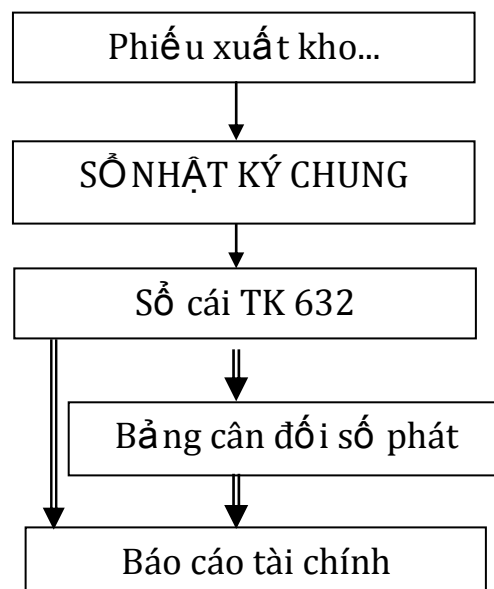 Phiếu xuất kho...
SỔ NHẬT KÝ CHUNG
Sổ cái TK 632
Bảng cân đối số phát
Báo cáo tài chính